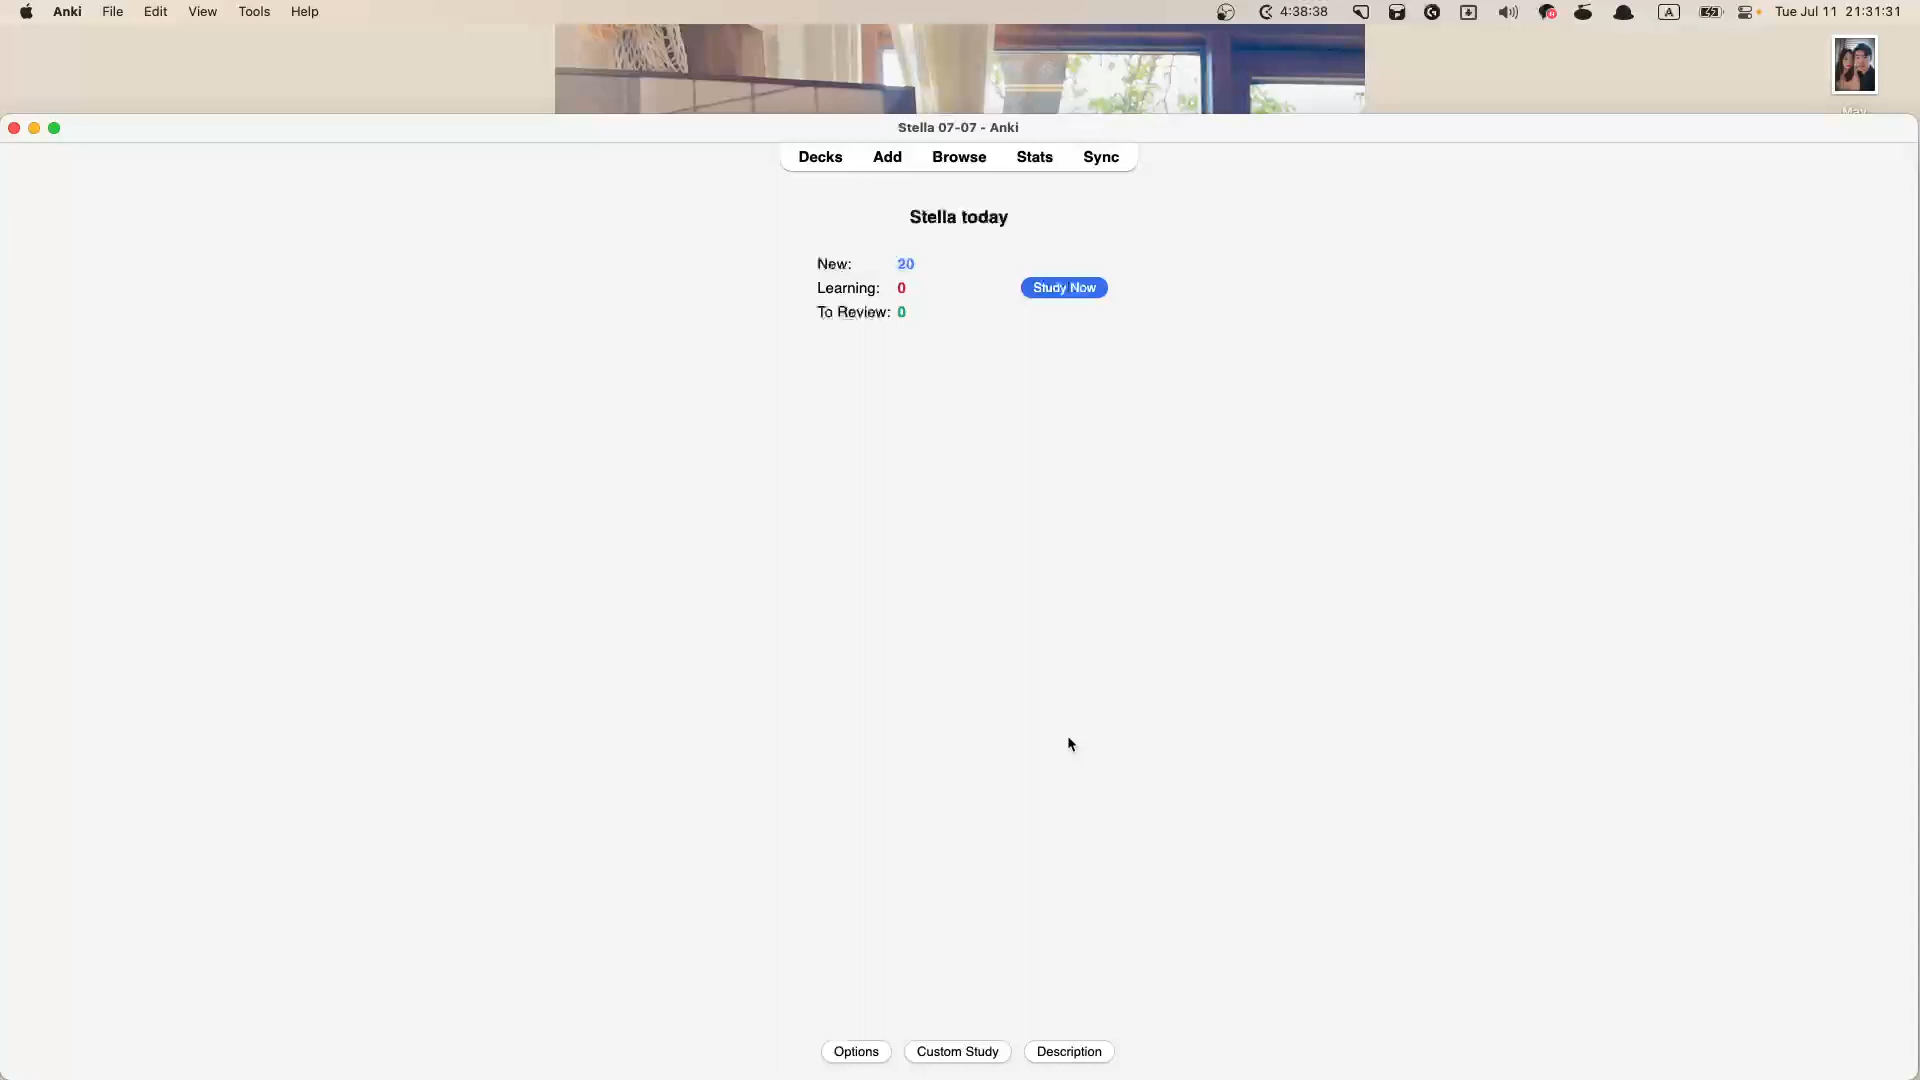 Anki File Edit View Tools Help 4:38:38 A Tue Jul 11 21:31:31
Stella 07-07 - Anki
Decks Add Browse Stats Sync
Stella today
New: 20
Learning: 0 Study Now
To Review: 0
Options Custom Study Description